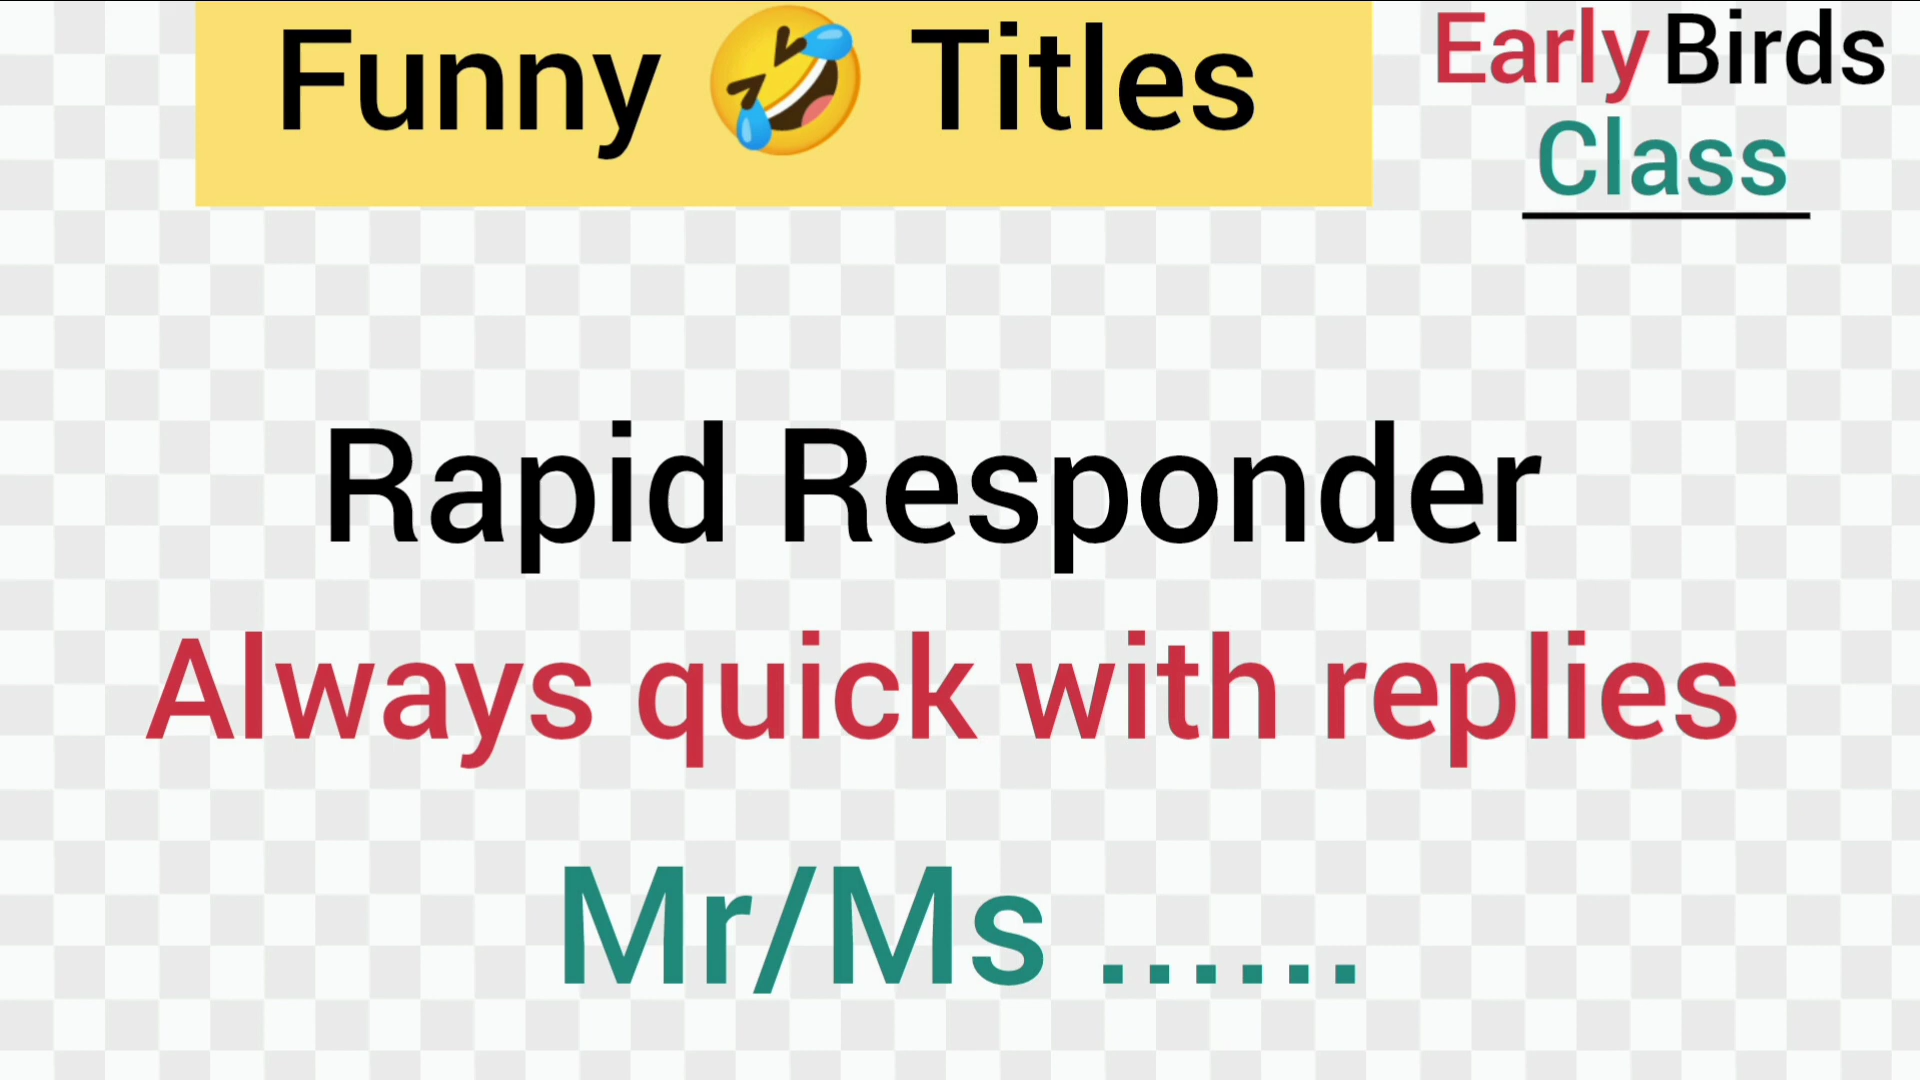 Funny 🤣 Titles
Early Birds
Class
Rapid Responder
Always quick with replies
Mr/Ms ......